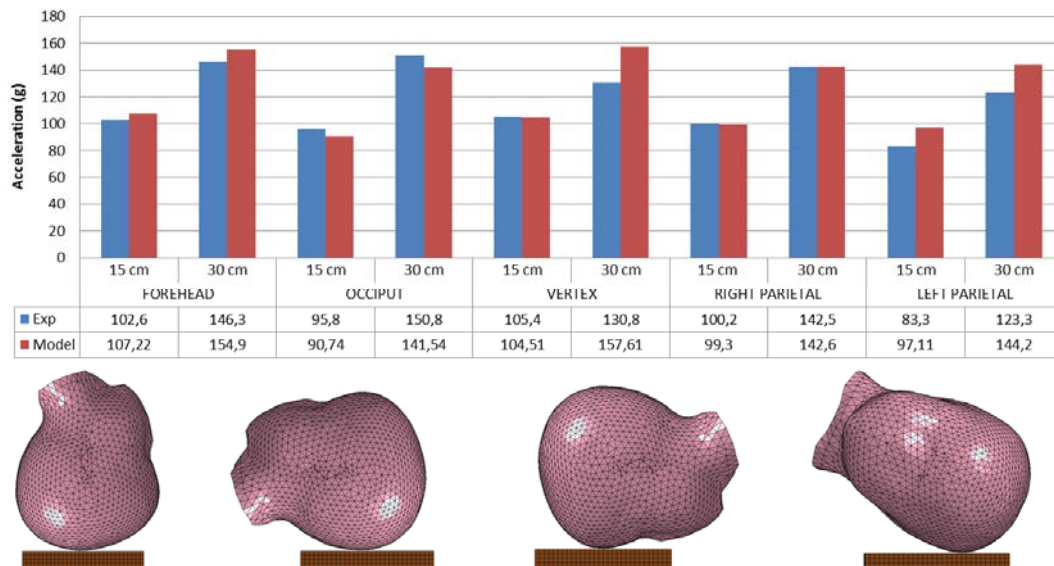 180
160
140
120
100
80
60
40
20
0
Acceleration (g)
15 cm 30 cm 15 cm 30 cm 15 cm 30 cm 15 cm 30 cm 15 cm 30 cm
FOREHEAD OCCIPUT VERTEX RIGHT PARIETAL LEFT PARIETAL
Exp 102,6 146,3 95,8 150,8 105,4 130,8 100,2 142,5 83,3 123,3
Model 107,22 154,9 90,74 141,54 104,51 157,61 99,3 142,6 97,11 144,2